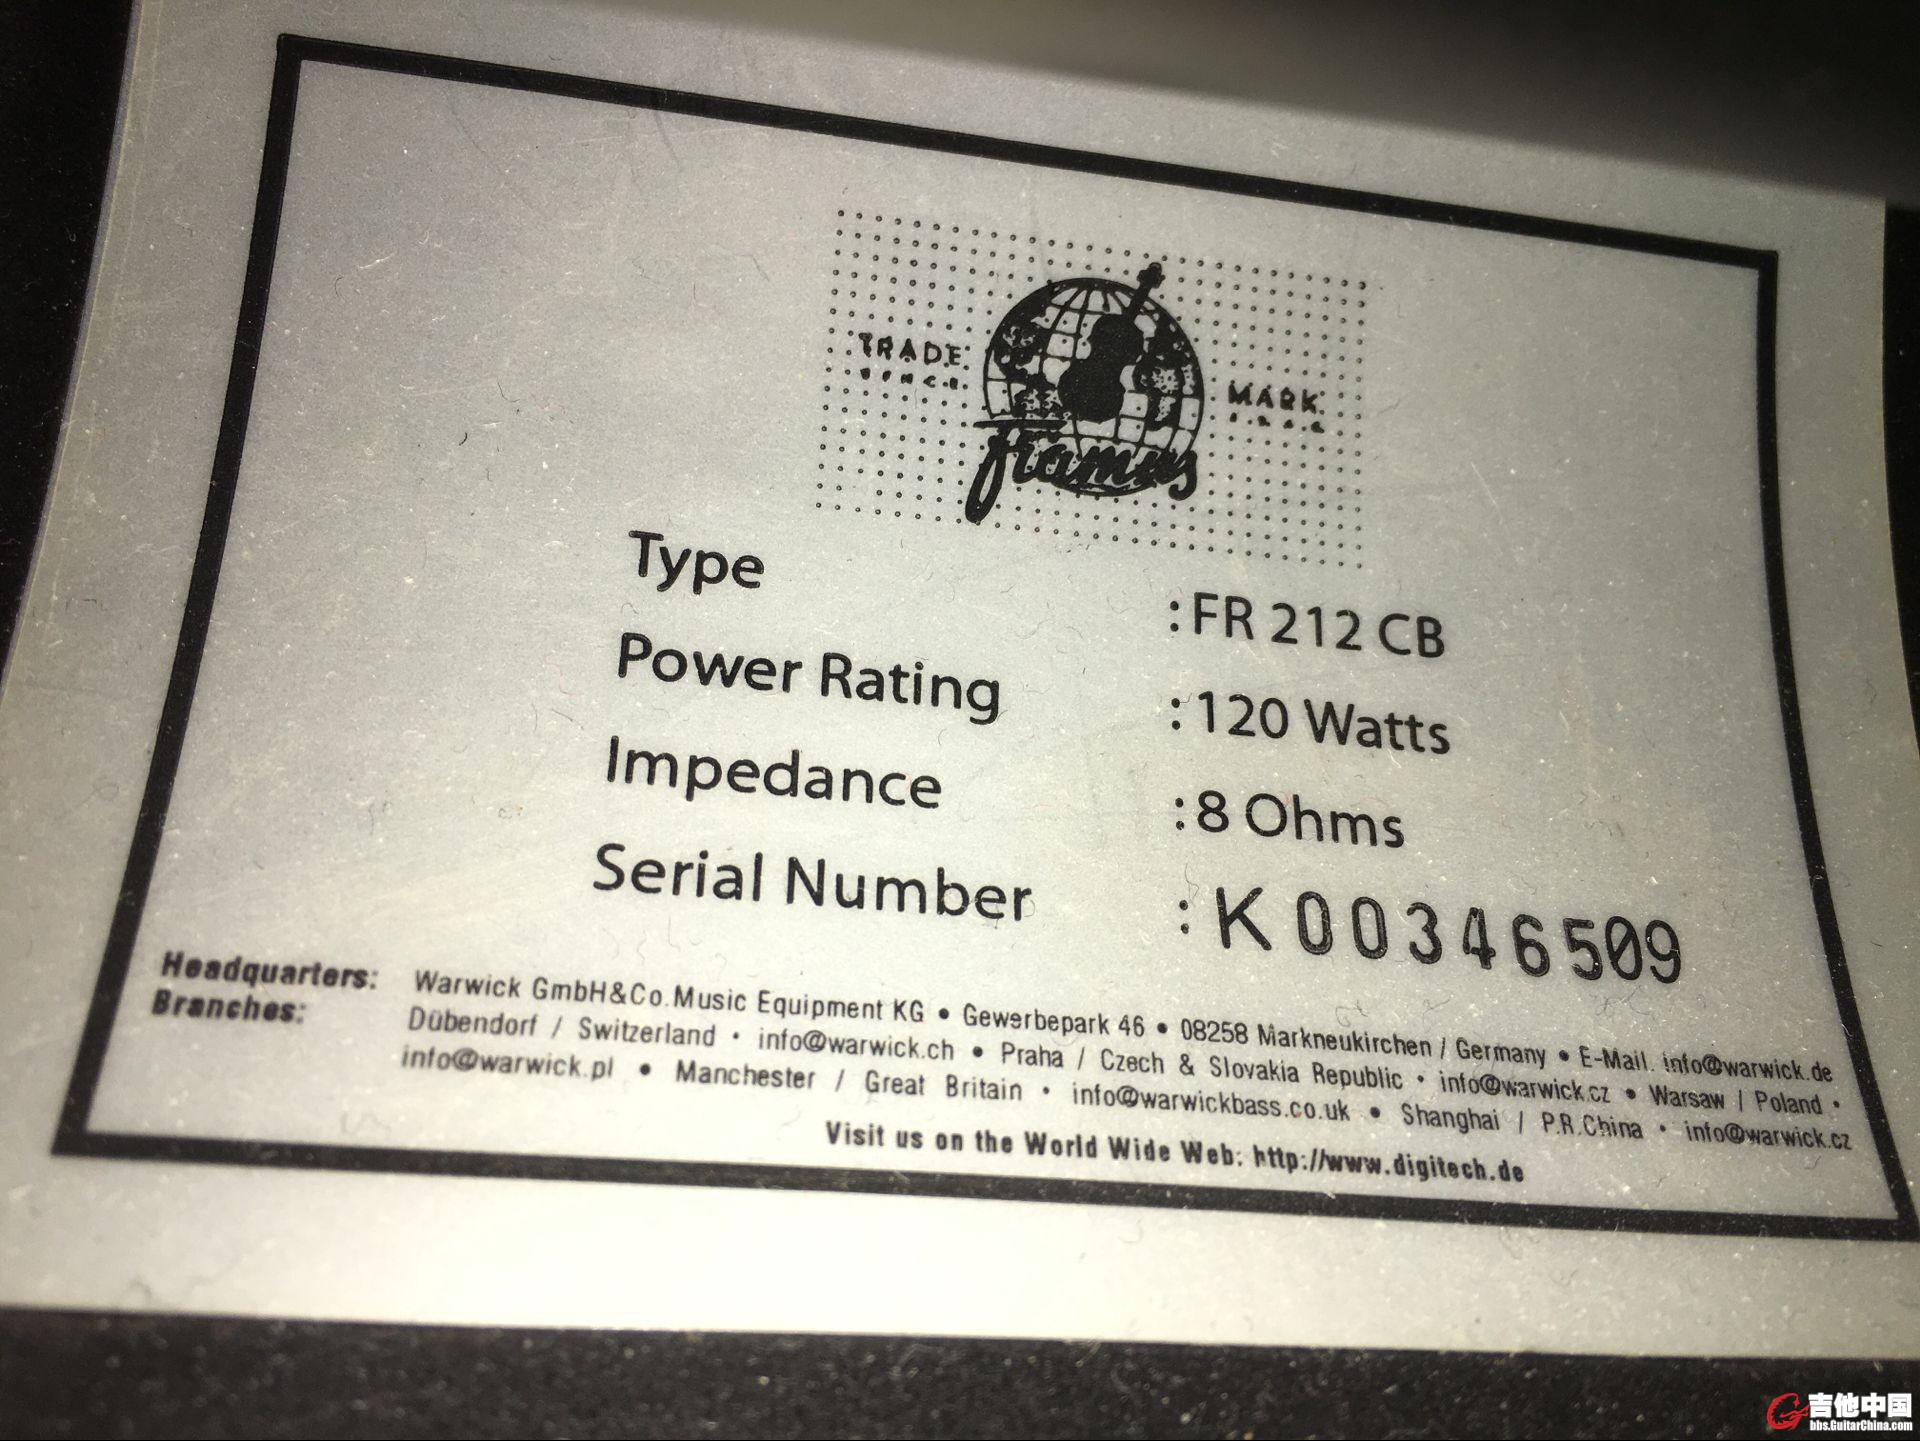 TRADE MARK
framus
Type : FR 212 CB
Power Rating : 120 Watts
Impedance : 8 Ohms
Serial Number : K 00346509
Headquarters: Warwick GmbH&Co.Music Equipment KG • Gewerbepark 46 • 08258 Markneukirchen / Germany • E-Mail. info@warwick.de
Branches: Dübendorf / Switzerland • info@warwick.ch • Praha / Czech & Slovakia Republic • info@warwick.cz • Warsaw / Poland •
info@warwick.pl • Manchester / Great Britain • info@warwickbass.co.uk • Shanghai / P.R.China • info@warwick.cz
Visit us on the World Wide Web: http://www.digitech.de
吉他中国
bbs.GuitarChina.com